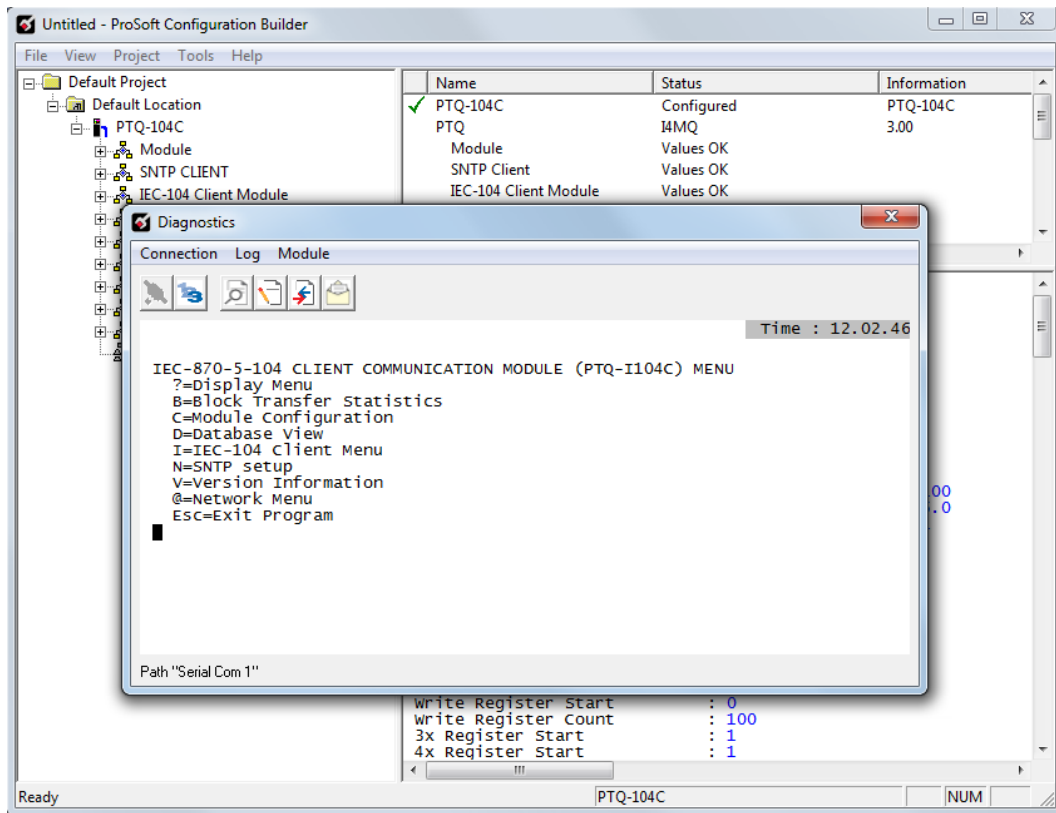 Untitled - ProSoft Configuration Builder
File View Project Tools Help
Default Project
Default Location
PTQ-104C
Module
SNTP CLIENT
IEC-104 Client Module
Name Status Information
PTQ-104C Configured PTQ-104C
PTQ I4MQ 3.00
Module Values OK
SNTP Client Values OK
IEC-104 Client Module Values OK
Diagnostics
Connection Log Module
Time : 12.02.46
IEC-870-5-104 CLIENT COMMUNICATION MODULE (PTQ-I104C) MENU
?=Display Menu
B=Block Transfer Statistics
C=Module Configuration
D=Database View
I=IEC-104 Client Menu
N=SNTP setup
V=Version Information
@=Network Menu
Esc=Exit Program
Path "Serial Com 1"
00
.0
Write Register Start : 0
Write Register Count : 100
3x Register Start : 1
4x Register Start : 1
Ready PTQ-104C NUM